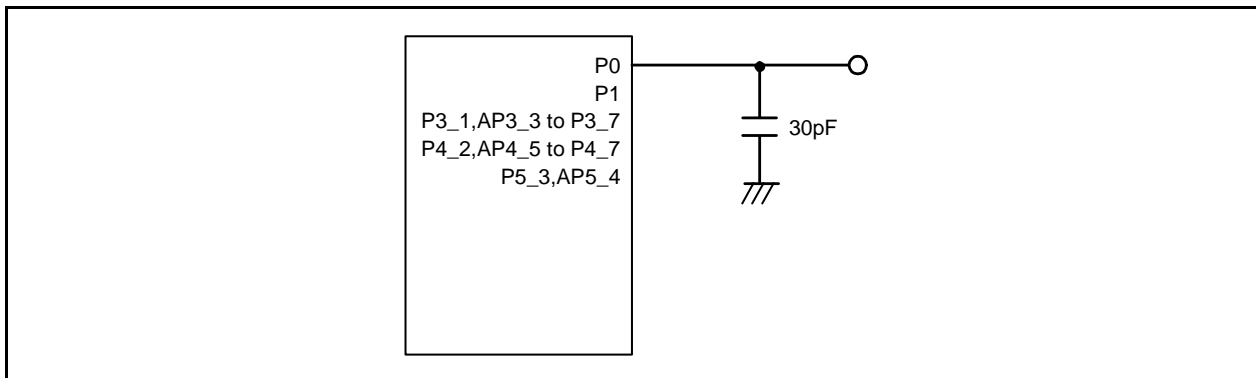 P0
P1
P3_1,AP3_3 to P3_7
P4_2,AP4_5 to P4_7
P5_3,AP5_4
30pF